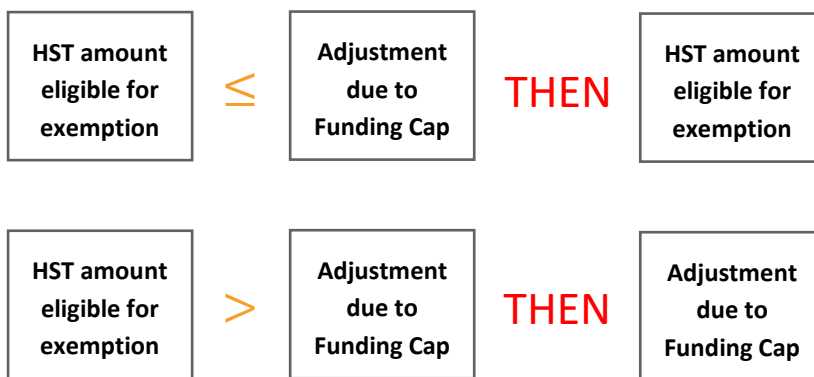 HST amount
eligible for
exemption
≤
Adjustment
due to
Funding Cap
THEN
HST amount
eligible for
exemption
HST amount
eligible for
exemption
>
Adjustment
due to
Funding Cap
THEN
Adjustment
due to
Funding Cap